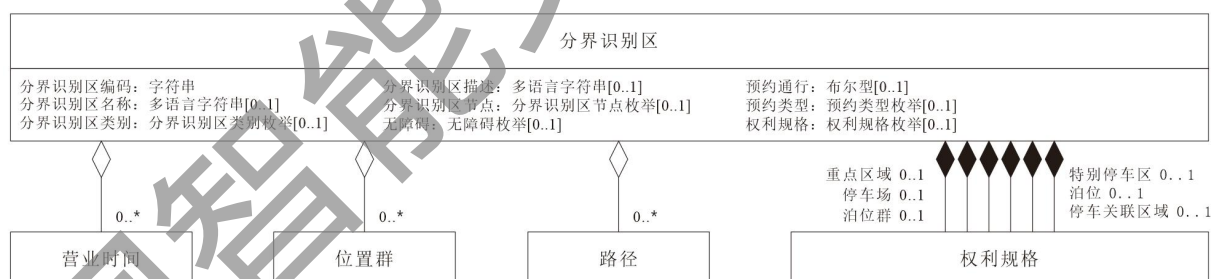 分界识别区
分界识别区编码：字符串
分界识别区名称：多语言字符串[0..1]
分界识别区类别：分界识别区类别枚举[0..1]
分界识别区描述：多语言字符串[0..1]
分界识别区节点：分界识别区节点枚举[0..1]
无障碍：无障碍枚举[0..1]
预约通行：布尔型[0..1]
预约类型：预约类型枚举[0..1]
权利规格：权利规格枚举[0..1]
0..*
0..*
0..*
重点区域 0..1
停车场 0..1
泊位群 0..1
特别停车区 0..1
泊位 0..1
停车关联区域 0..1
营业时间
位置群
路径
权利规格
智能